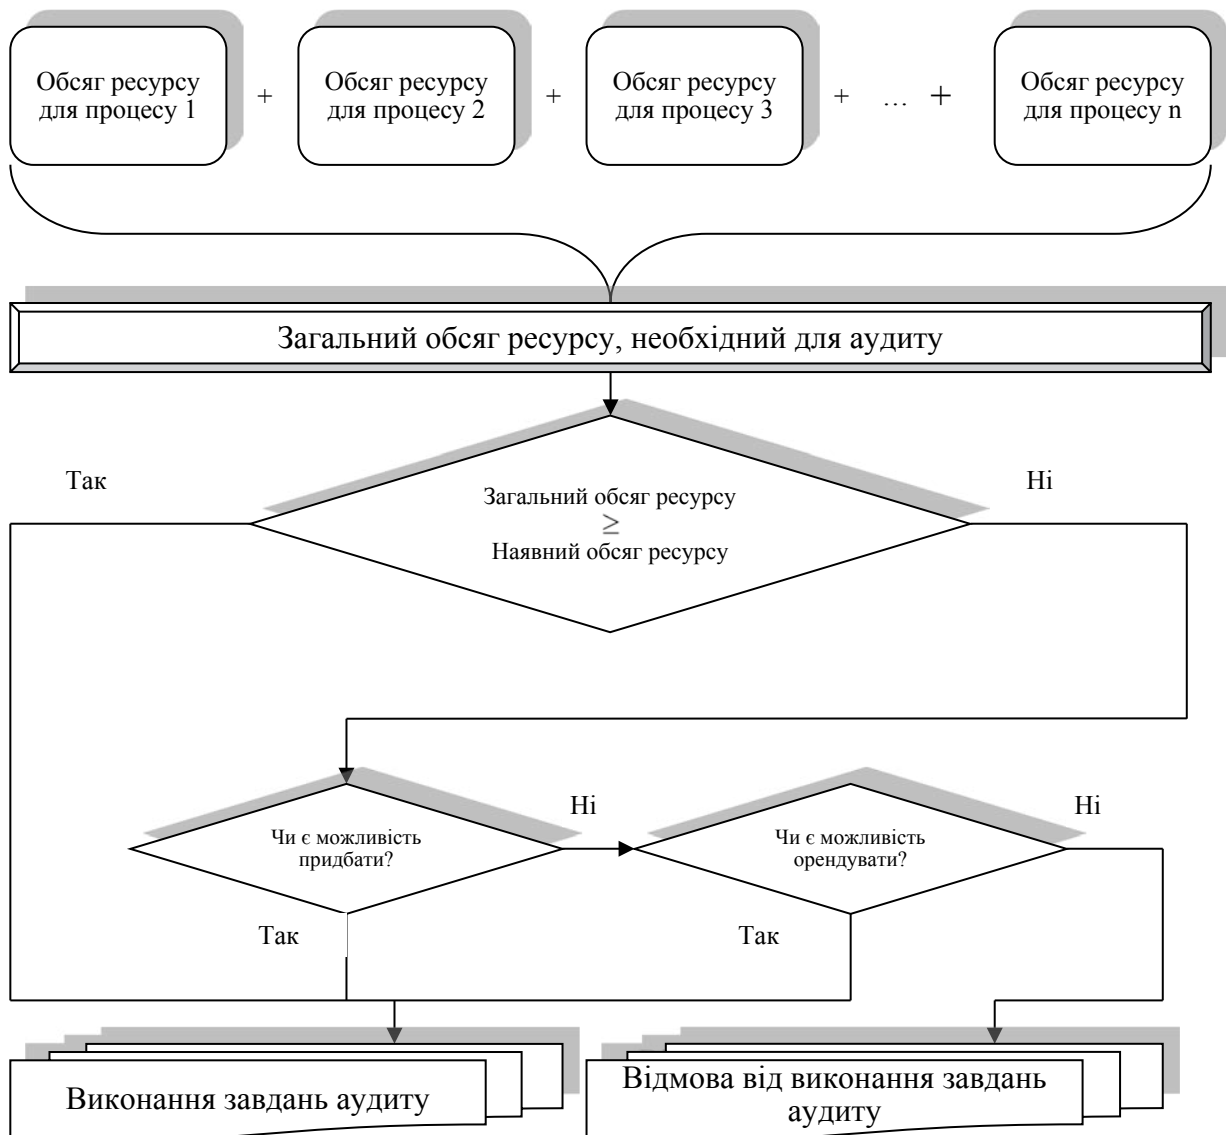 Обсяг ресурсу
для процесу 1
+
Обсяг ресурсу
для процесу 2
+
Обсяг ресурсу
для процесу 3
+ … +
Обсяг ресурсу
для процесу n
Загальний обсяг ресурсу, необхідний для аудиту
Так
Ні
Загальний обсяг ресурсу
≥
Наявний обсяг ресурсу
Ні
Ні
Чи є можливість
придбати?
Чи є можливість
орендувати?
Так
Так
Виконання завдань аудиту
Відмова від виконання завдань
аудиту